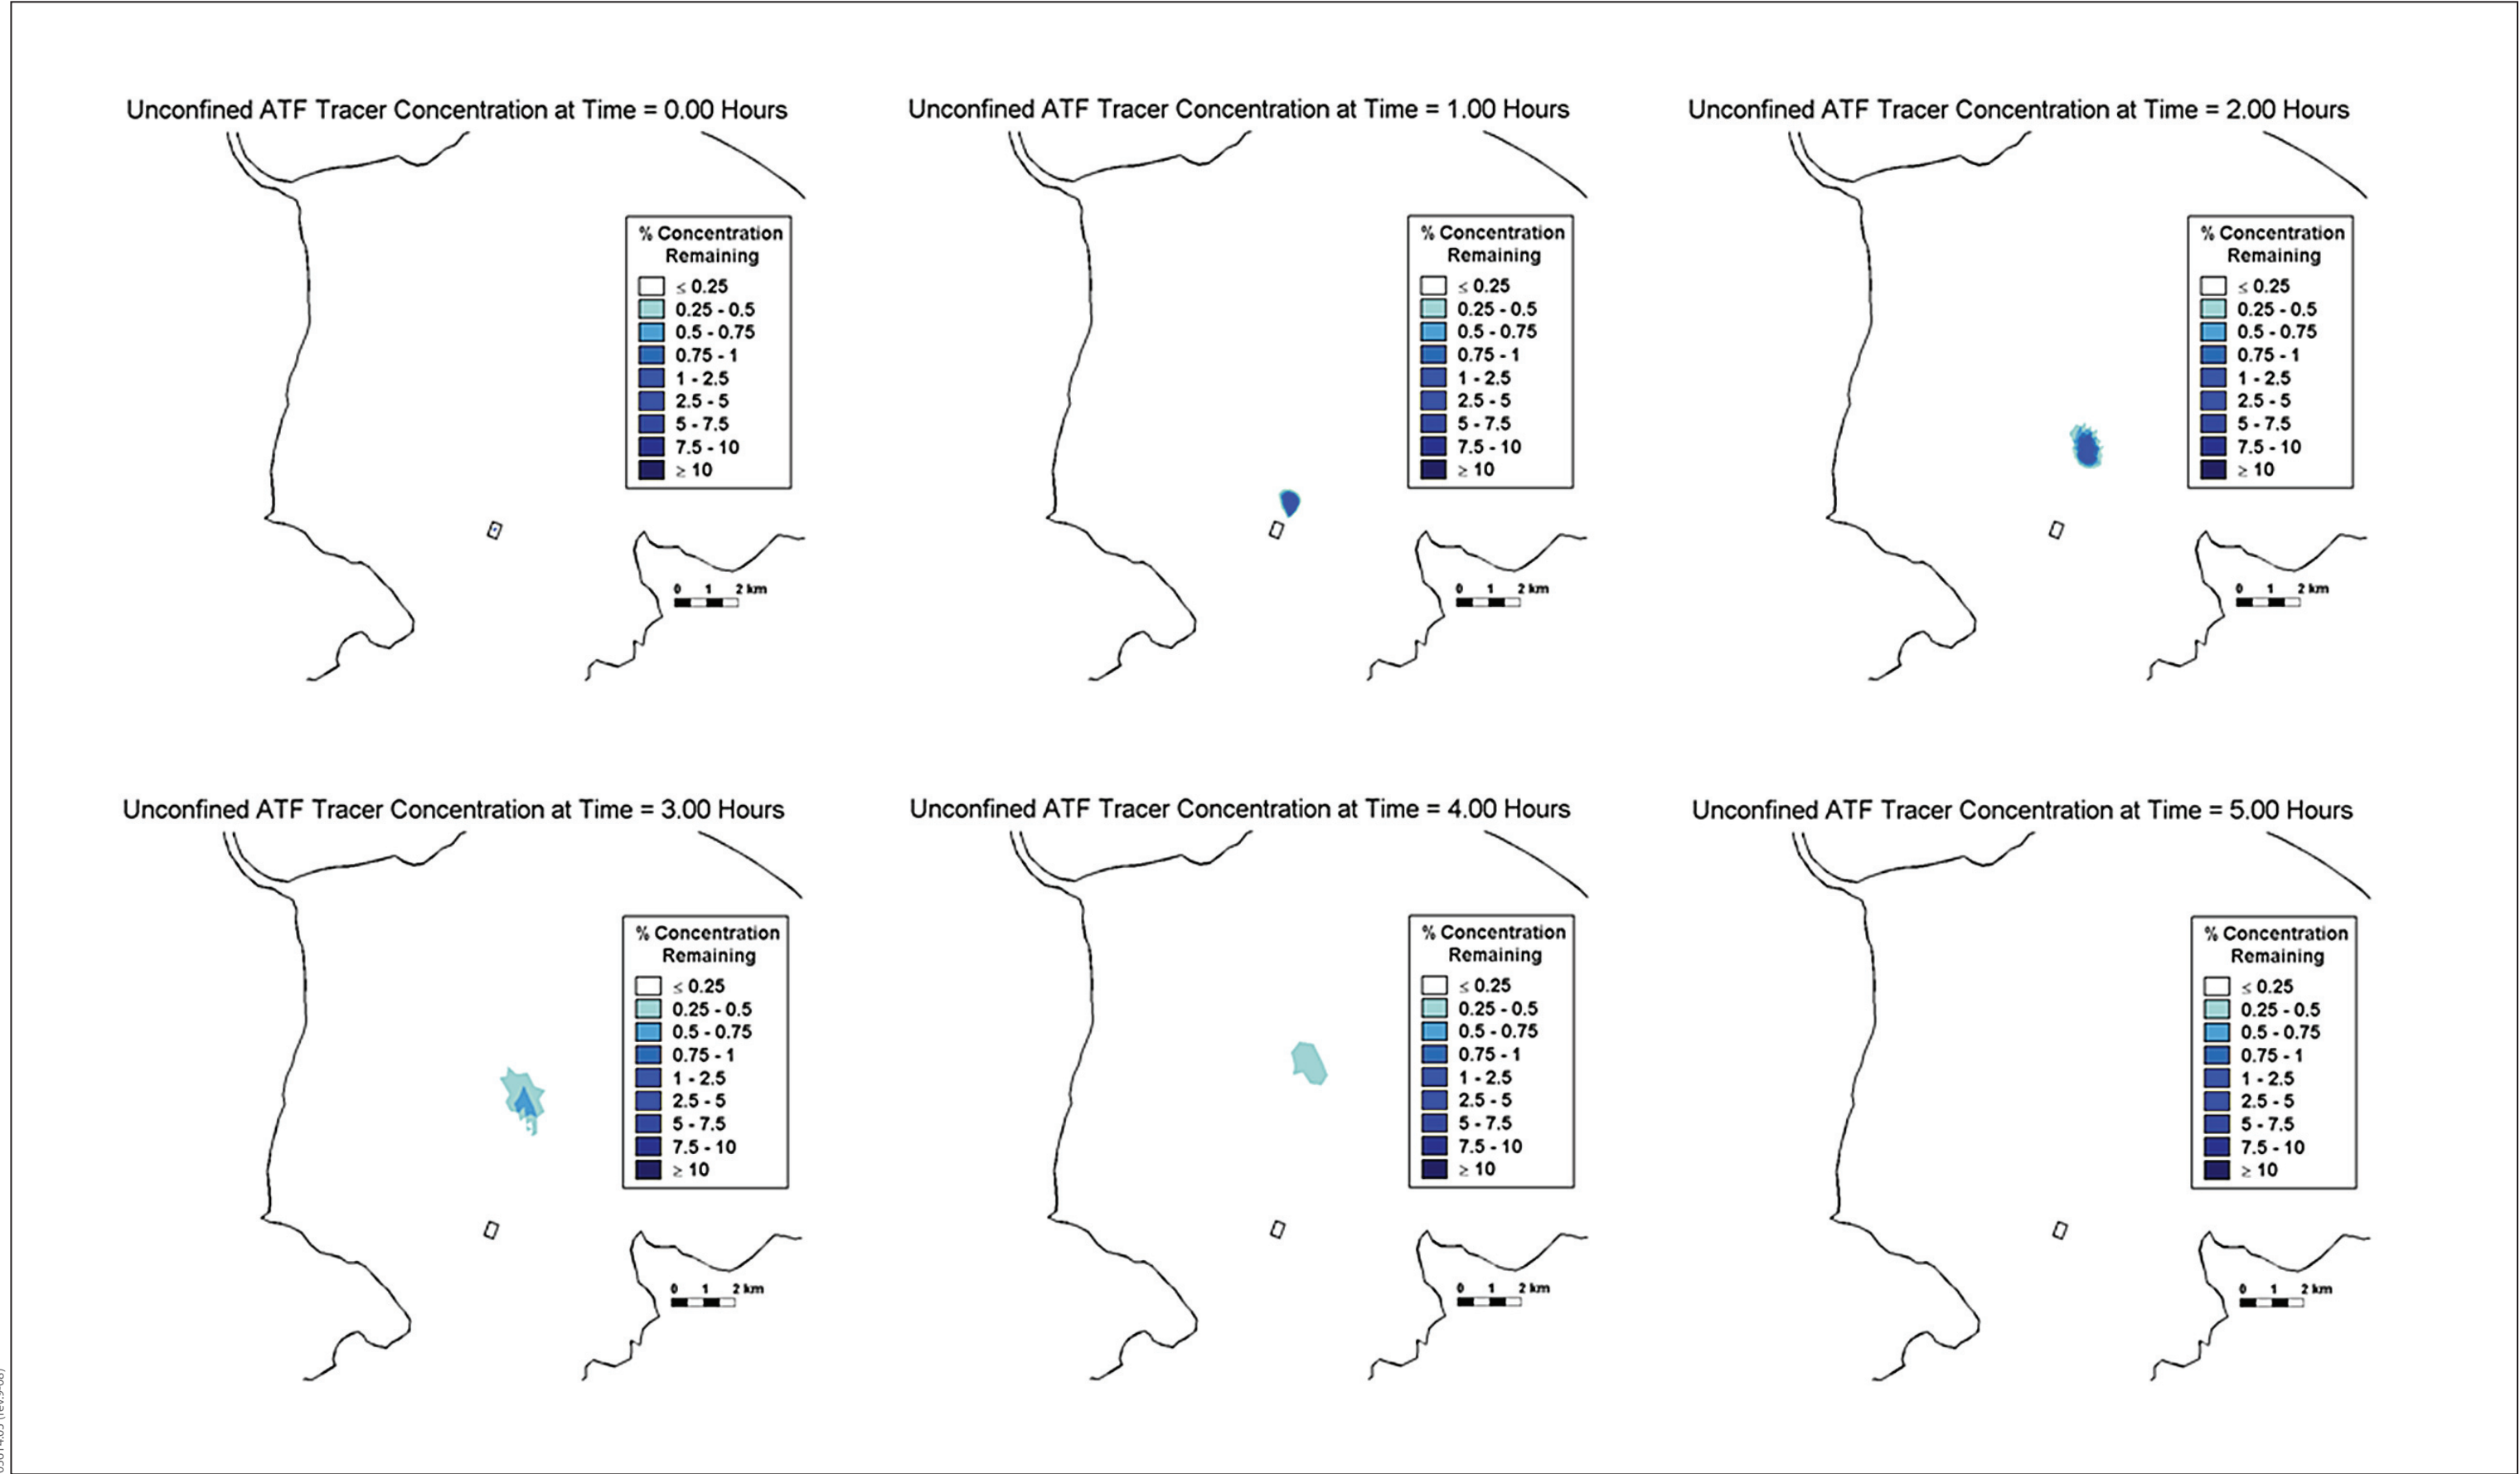 Unconfined ATF Tracer Concentration at Time = 0.00 Hours
% Concentration
Remaining
≤ 0.25
0.25 - 0.5
0.5 - 0.75
0.75 - 1
1 - 2.5
2.5 - 5
5 - 7.5
7.5 - 10
≥ 10
0 1 2 km
Unconfined ATF Tracer Concentration at Time = 1.00 Hours
% Concentration
Remaining
≤ 0.25
0.25 - 0.5
0.5 - 0.75
0.75 - 1
1 - 2.5
2.5 - 5
5 - 7.5
7.5 - 10
≥ 10
0 1 2 km
Unconfined ATF Tracer Concentration at Time = 2.00 Hours
% Concentration
Remaining
≤ 0.25
0.25 - 0.5
0.5 - 0.75
0.75 - 1
1 - 2.5
2.5 - 5
5 - 7.5
7.5 - 10
≥ 10
0 1 2 km
Unconfined ATF Tracer Concentration at Time = 3.00 Hours
% Concentration
Remaining
≤ 0.25
0.25 - 0.5
0.5 - 0.75
0.75 - 1
1 - 2.5
2.5 - 5
5 - 7.5
7.5 - 10
≥ 10
0 1 2 km
Unconfined ATF Tracer Concentration at Time = 4.00 Hours
% Concentration
Remaining
≤ 0.25
0.25 - 0.5
0.5 - 0.75
0.75 - 1
1 - 2.5
2.5 - 5
5 - 7.5
7.5 - 10
≥ 10
0 1 2 km
Unconfined ATF Tracer Concentration at Time = 5.00 Hours
% Concentration
Remaining
≤ 0.25
0.25 - 0.5
0.5 - 0.75
0.75 - 1
1 - 2.5
2.5 - 5
5 - 7.5
7.5 - 10
≥ 10
0 1 2 km